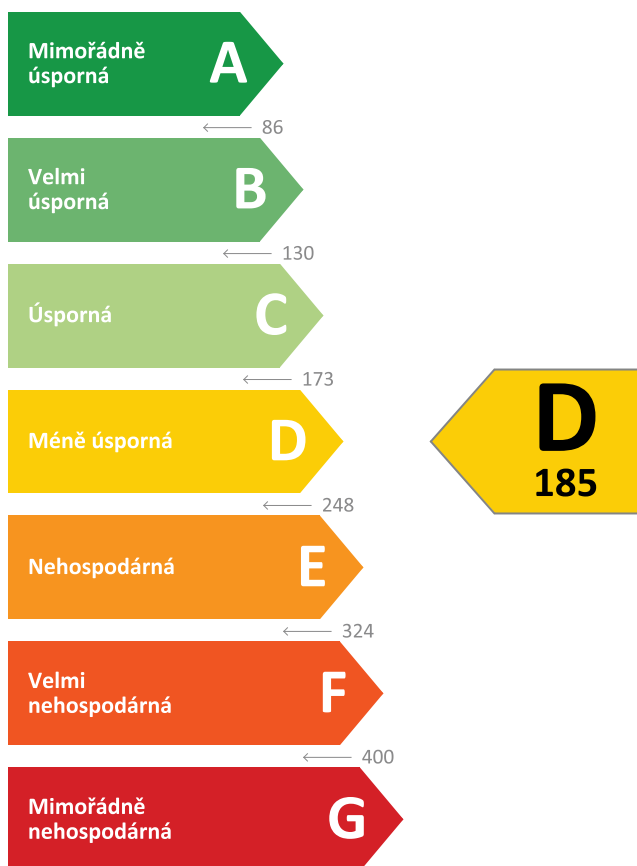 Mimořádně
úsporná
A
86
Velmi
úsporná
B
130
Úsporná
C
173
Méně úsporná
D
248
D
185
Nehospodárná
E
324
Velmi
nehospodárná
F
400
Mimořádně
nehospodárná
G